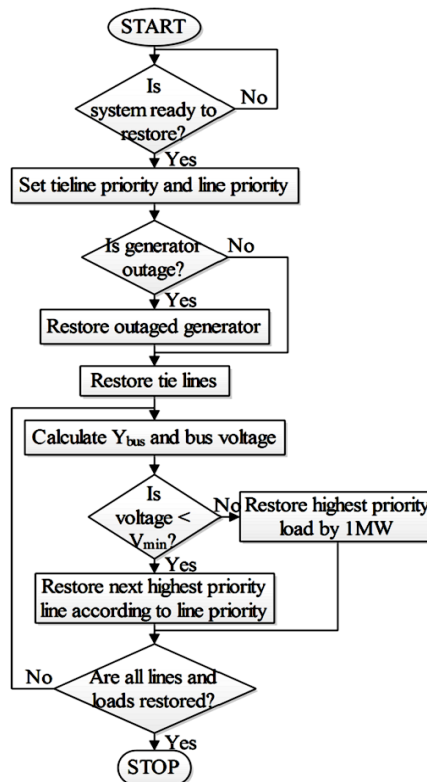 START
Is
system ready to
restore?
No
Yes
Set tieline priority and line priority
Is generator
outage?
No
Yes
Restore outaged generator
Restore tie lines
Calculate Ybus and bus voltage
Is
voltage <
Vmin?
No
Restore highest priority
load by 1MW
Yes
Restore next highest priority
line according to line priority
No
Are all lines and
loads restored?
Yes
STOP